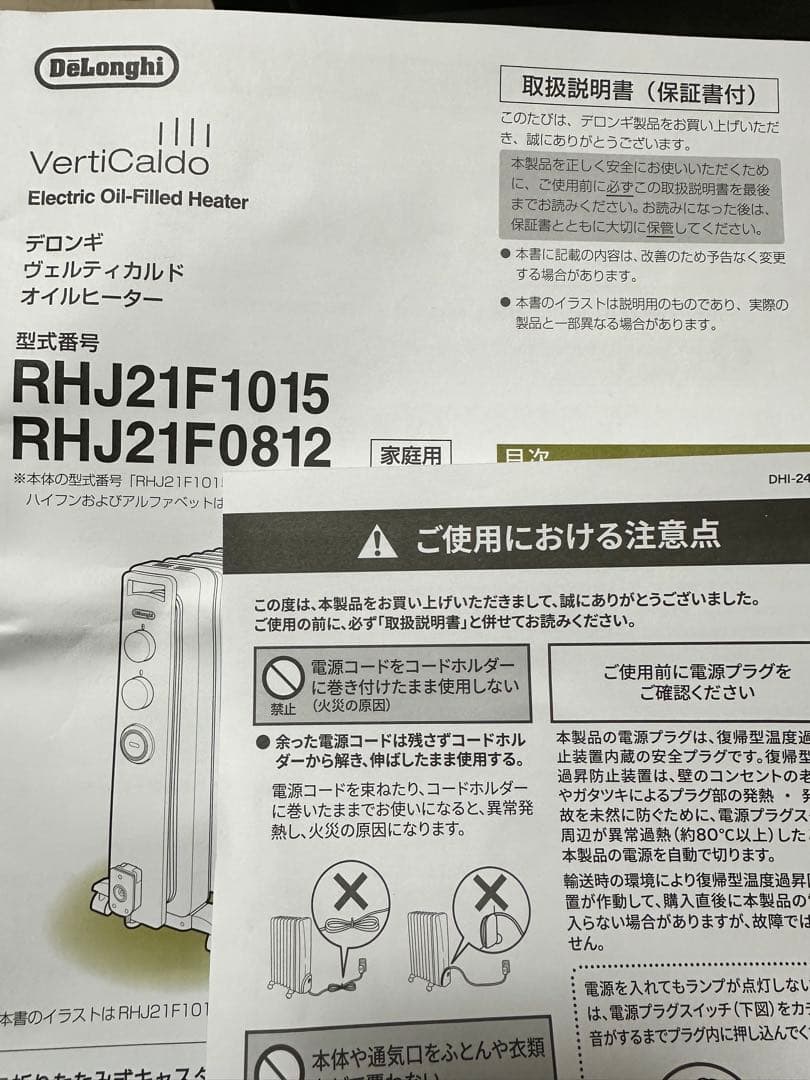 DeLonghi
VertiCaldo
Electric Oil-Filled Heater
デロンギ
ヴェルティカルド
オイルヒーター
型式番号
RHJ21F1015
RHJ21F0812
家庭用
※本体の型式番号「RHJ21F101
ハイフンおよびアルファベットは
取扱説明書（保証書付）
このたびは、デロンギ製品をお買い上げいただ
き、誠にありがとうございます。
本製品を正しく安全にお使いいただくため
に、ご使用前に必ずこの取扱説明書を最後
までお読みください。お読みになった後は、
保証書とともに大切に保管してください。
● 本書に記載の内容は、改善のため予告なく変更
する場合があります。
● 本書のイラストは説明用のものであり、実際の
製品と一部異なる場合があります。
目次
DeLonghi
本書のイラストはRHJ21F101
DHI-24
ご使用における注意点
この度は、本製品をお買い上げいただきまして、誠にありがとうございました。
ご使用の前に、必ず「取扱説明書」と併せてお読みください。
禁止
電源コードをコードホルダー
に巻き付けたまま使用しない
（火災の原因）
● 余った電源コードは残さずコードホル
ダーから解き、伸ばしたまま使用する。
電源コードを束ねたり、コードホルダー
に巻いたままでお使いになると、異常発
熱し、火災の原因になります。
本体や通気口をふとんや衣類
ご使用前に電源プラグを
ご確認ください
本製品の電源プラグは、復帰型温度過
止装置内蔵の安全プラグです。復帰型
過昇防止装置は、壁のコンセントの老
やガタツキによるプラグ部の発熱・発
故を未然に防ぐために、電源プラグス
周辺が異常過熱（約80℃以上）した
本製品の電源を自動で切ります。
輸送時の環境により復帰型温度過昇
置が作動して、購入直後に本製品の
入らない場合がありますが、故障では
せん。
電源を入れてもランプが点灯しない
は、電源プラグスイッチ（下図）をカ
音がするまでプラグ内に押し込んでく